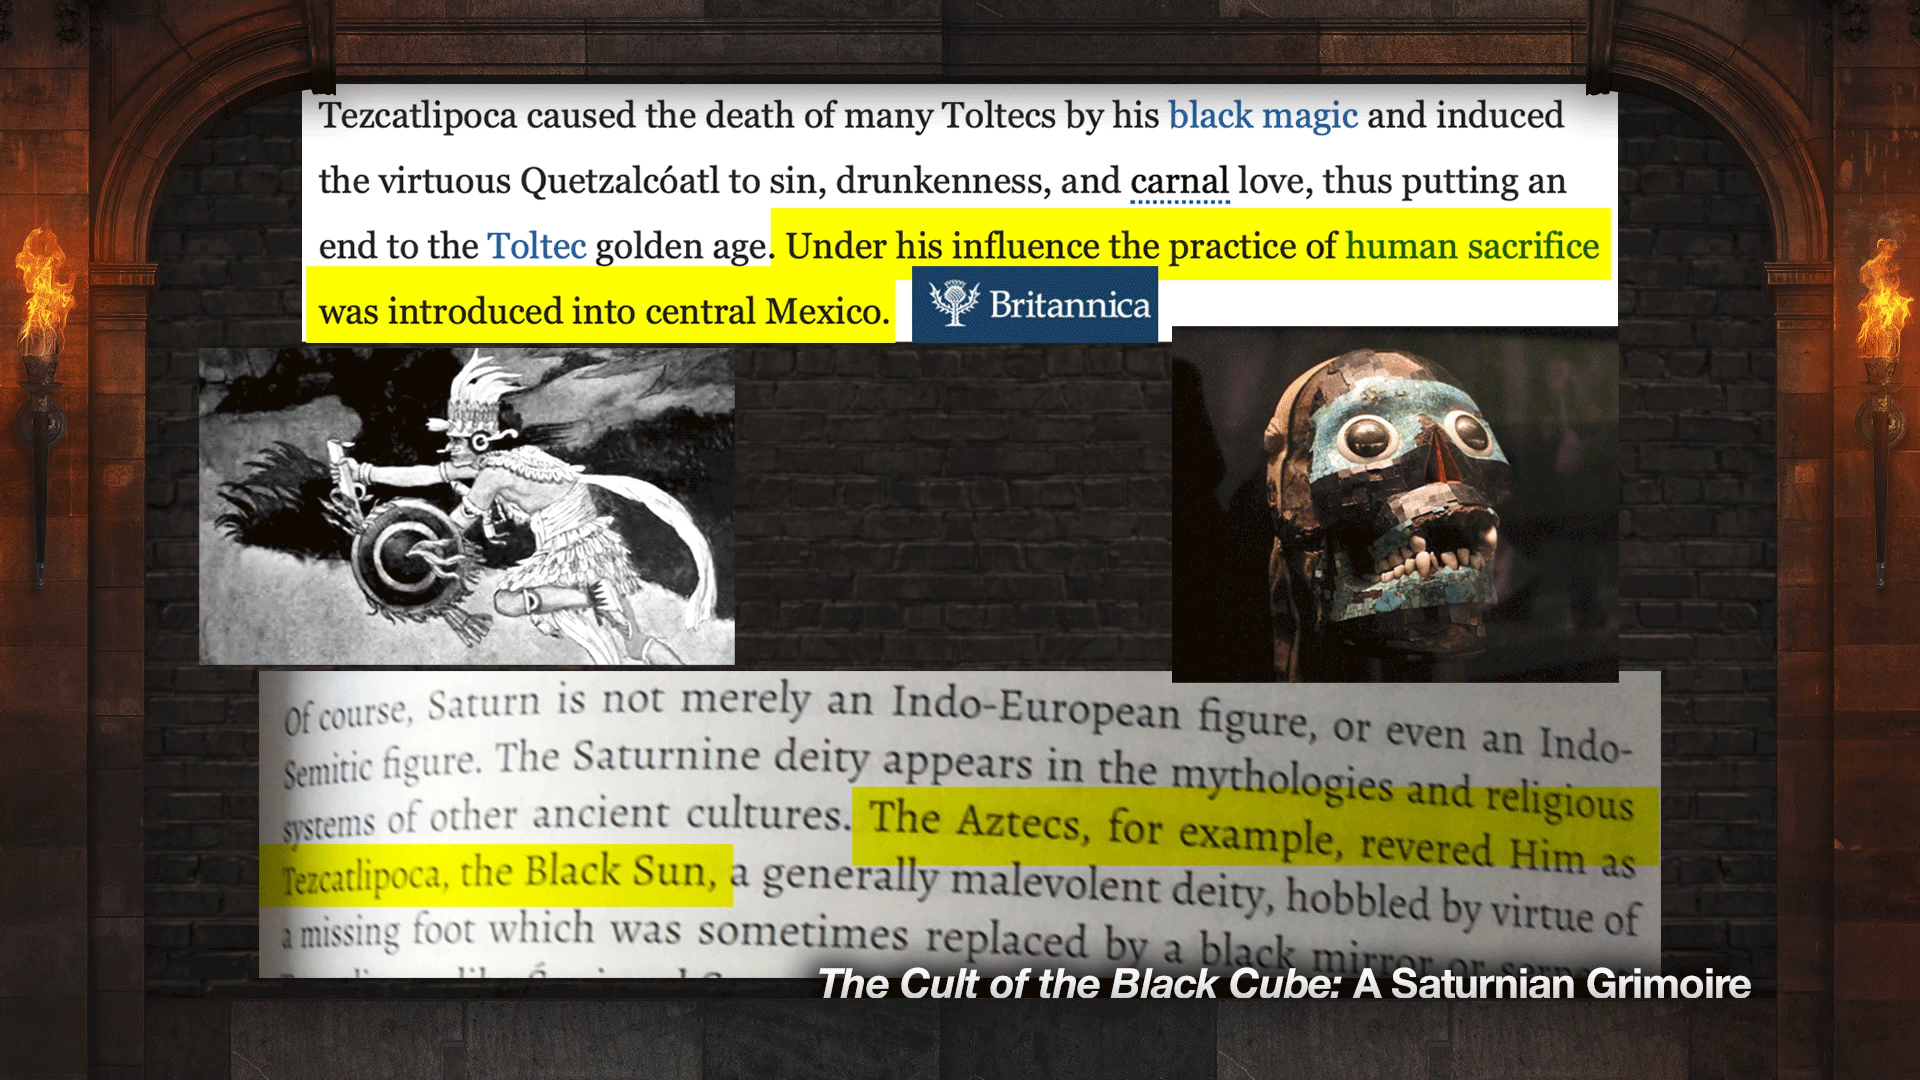 Tezcatlipoca caused the death of many Toltecs by his black magic and induced
the virtuous Quetzalcóatl to sin, drunkenness, and carnal love, thus putting an
end to the Toltec golden age. Under his influence the practice of human sacrifice
was introduced into central Mexico.
Britannica
Of course, Saturn is not merely an Indo-European figure, or even an Indo-
Semitic figure. The Saturnine deity appears in the mythologies and religious
systems of other ancient cultures. The Aztecs, for example, revered Him as
Tezcatlipoca, the Black Sun, a generally malevolent deity, hobbled by virtue of
a missing foot which was sometimes replaced by a black mirror or
The Cult of the Black Cube: A Saturnian Grimoire